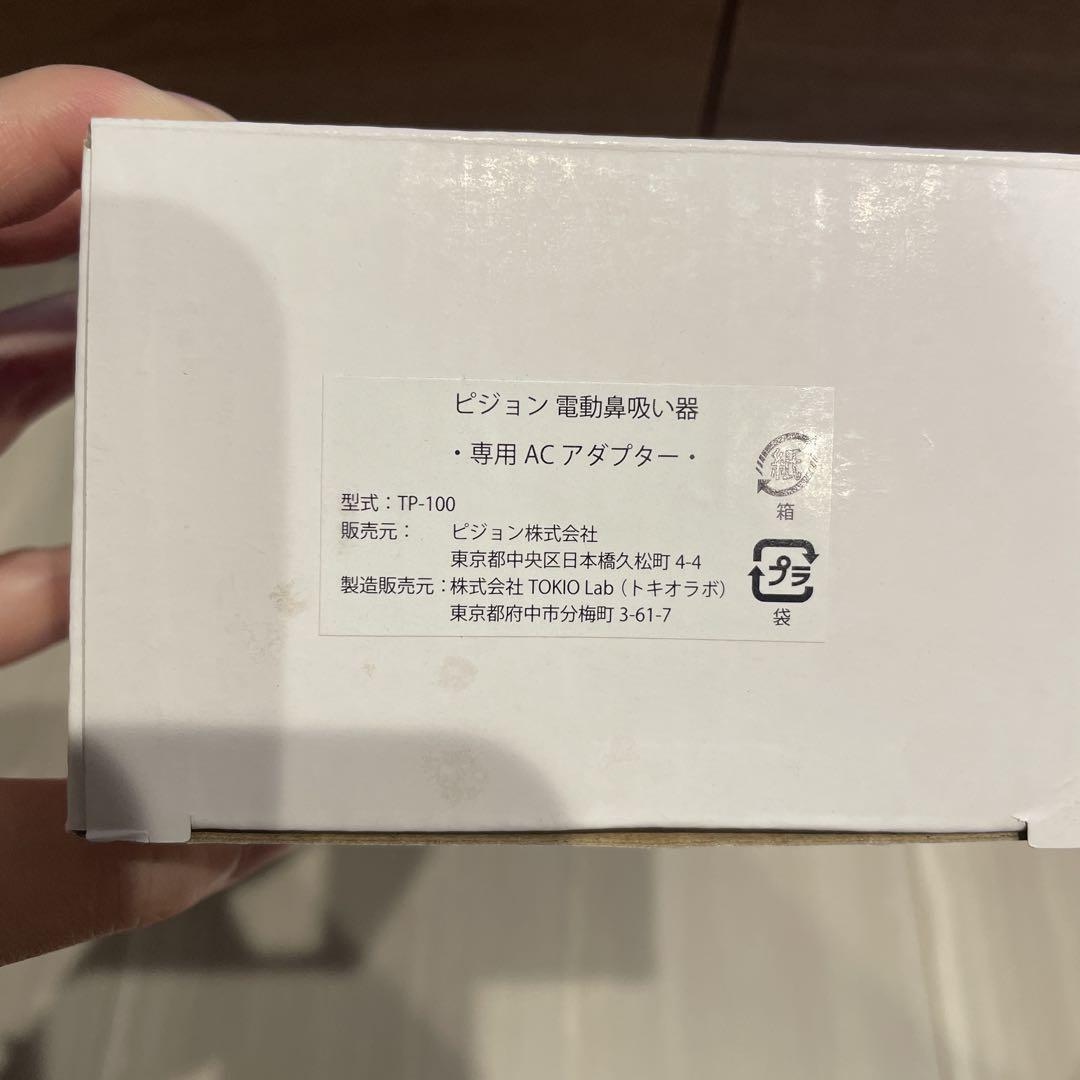 ピジョン 電動鼻吸い器
・専用 AC アダプター・
型式：TP-100
販売元： ピジョン株式会社
東京都中央区日本橋久松町 4-4
製造販売元：株式会社 TOKIO Lab（トキオラボ）
東京都府中市分梅町 3-61-7
紙
箱
プラ
袋